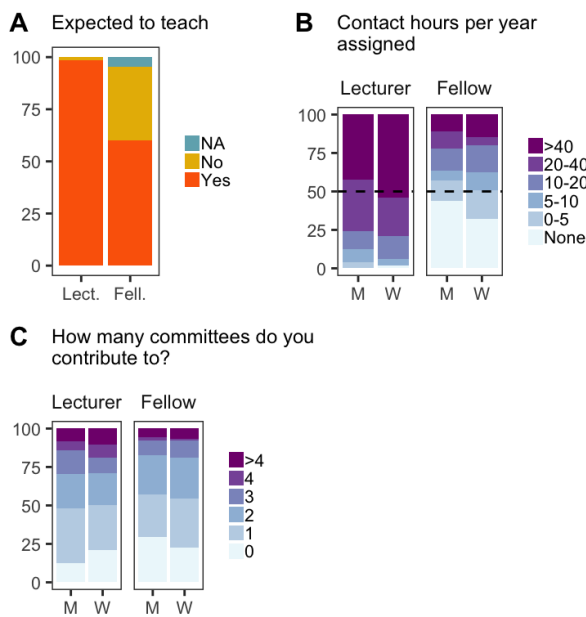 A Expected to teach
100
75
50
25
0
Lect. Fell.
NA
No
Yes
B Contact hours per year
assigned
Lecturer Fellow
100
75
50
25
0
M W M W
>40
20-40
10-20
5-10
0-5
None
C How many committees do you
contribute to?
Lecturer Fellow
100
75
50
25
0
M W M W
>4
4
3
2
1
0